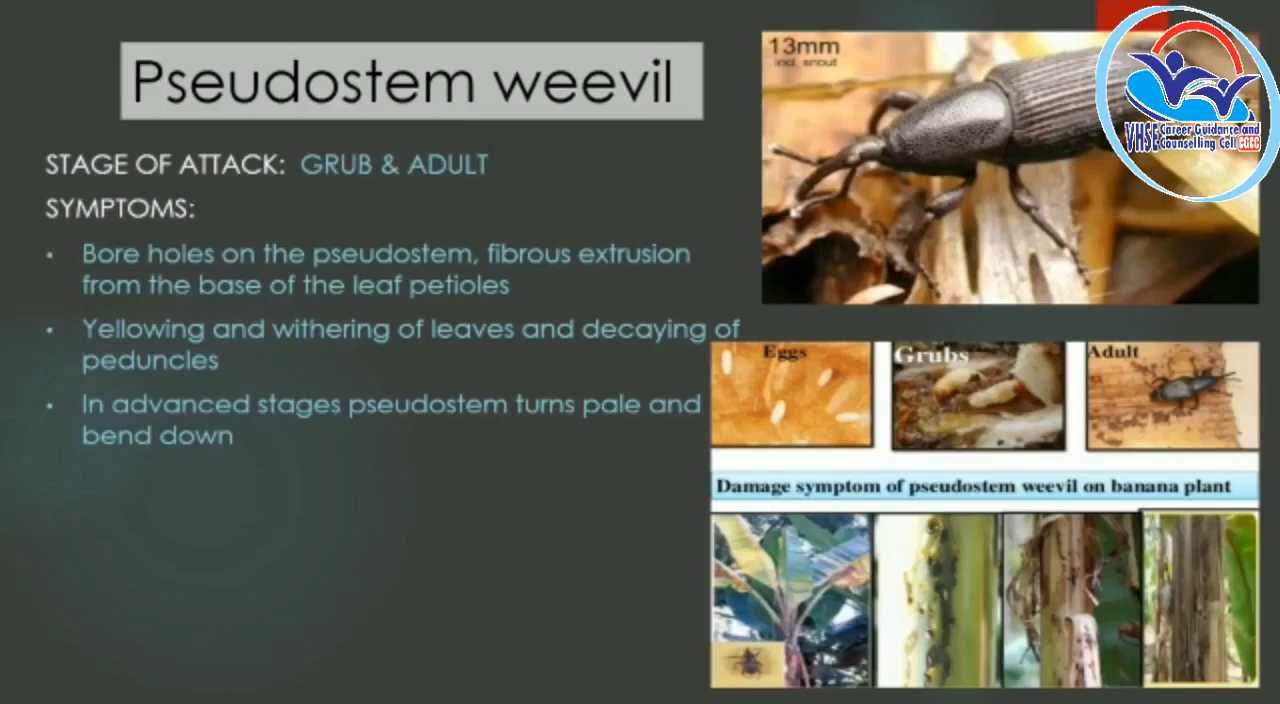 Pseudostem weevil
STAGE OF ATTACK: GRUB & ADULT
SYMPTOMS:
• Bore holes on the pseudostem, fibrous extrusion
from the base of the leaf petioles
• Yellowing and withering of leaves and decaying of
peduncles
• In advanced stages pseudostem turns pale and
bend down
13mm
incl. snout
VHSE Career Guidance and
Counselling Cell CGCC
Eggs
Grubs
Adult
Damage symptom of pseudostem weevil on banana plant